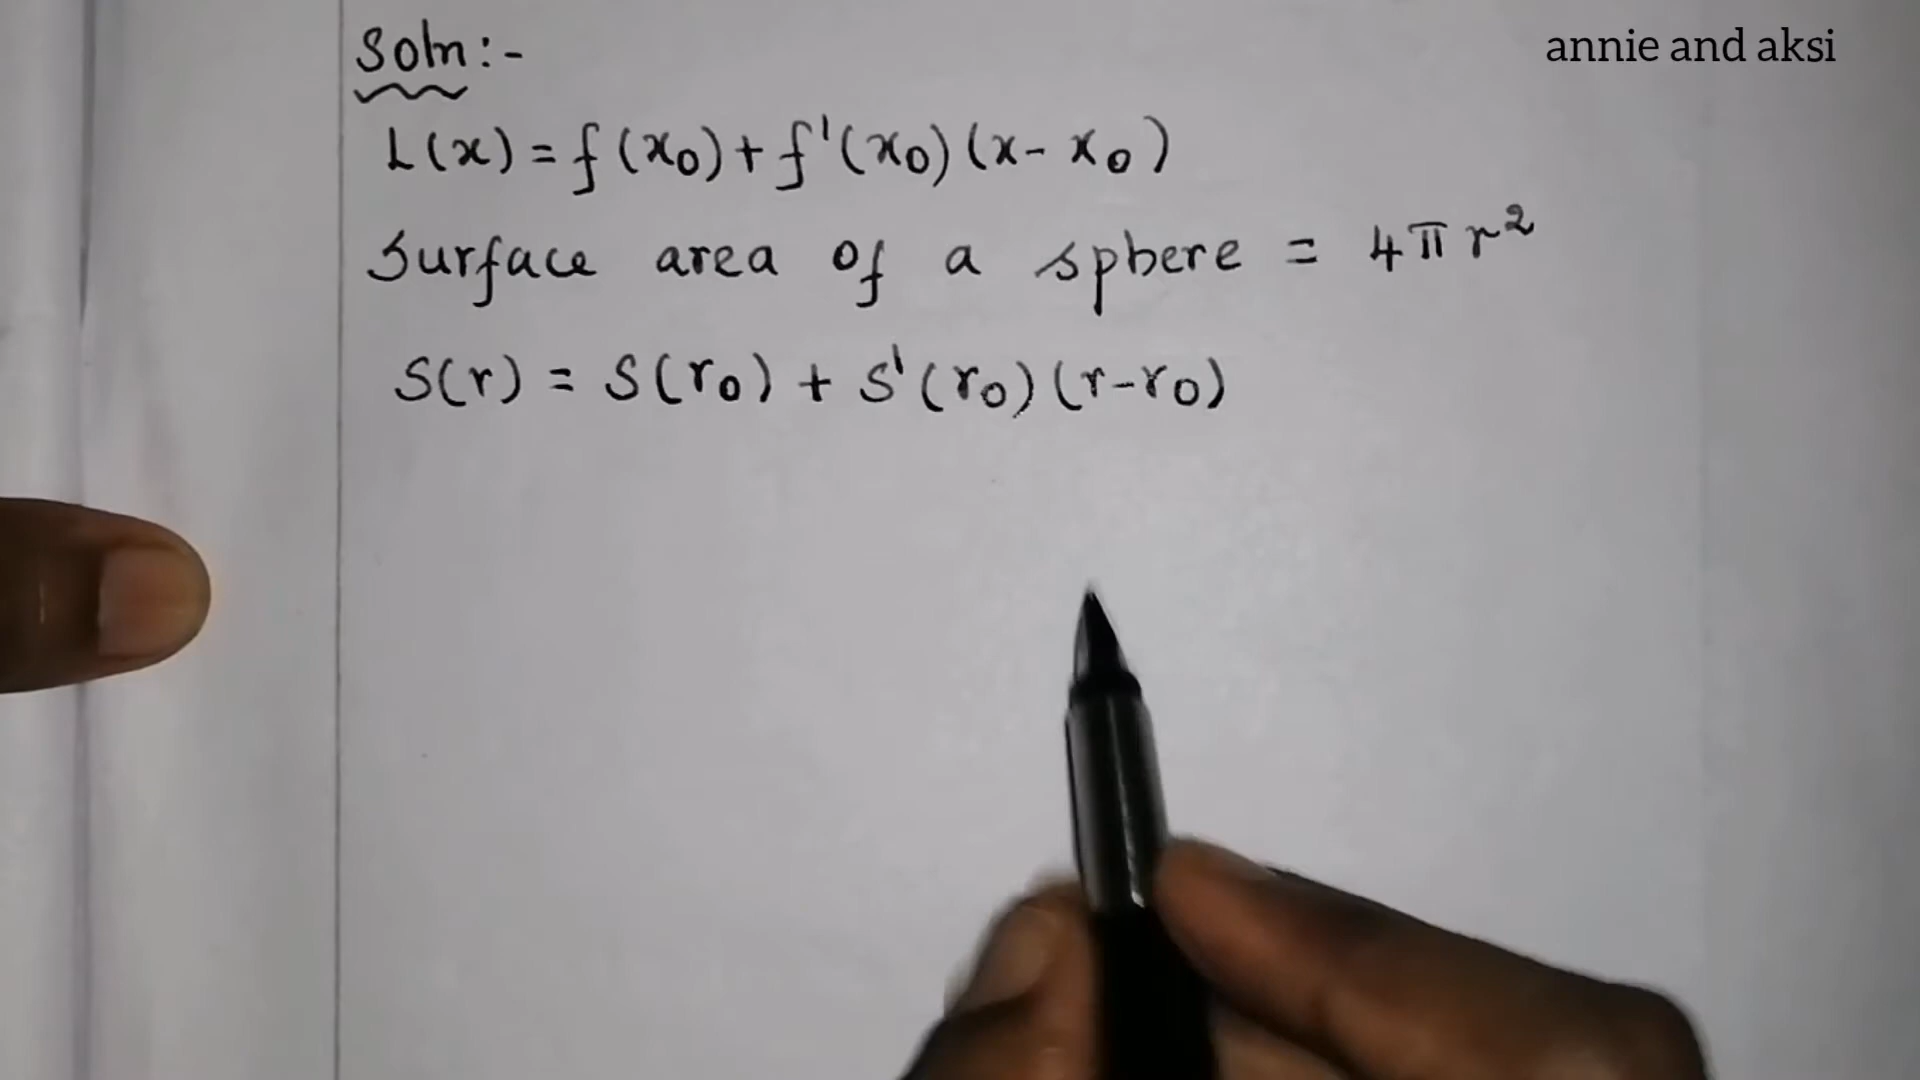 annie and aksi
Soln:-
L(x) = f(x₀) + f'(x₀)(x - x₀)
Surface area of a sphere = 4πr²
S(r) = S(r₀) + S'(r₀)(r-r₀)